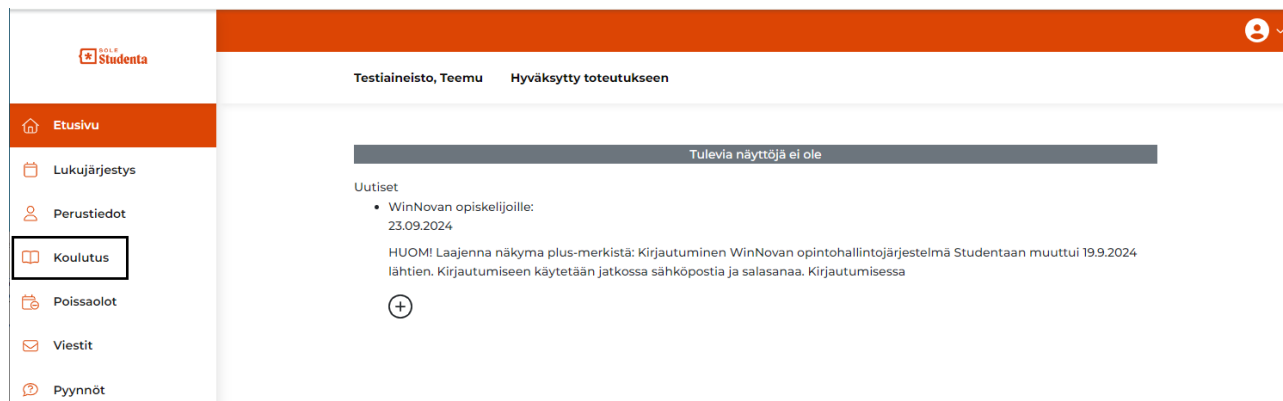 SOLE
Studenta
Testiaineisto, Teemu Hyväksytty toteutukseen
Etusivu
Lukujärjestys
Perustiedot
Koulutus
Poissaolot
Viestit
Pyynnöt
Tulevia näyttöjä ei ole
Uutiset
WinNovan opiskelijoille:
23.09.2024
HUOM! Laajenna näkyma plus-merkistä: Kirjautuminen WinNovan opintohallintojärjestelmä Studentaan muuttui 19.9.2024
lähtien. Kirjautumiseen käytetään jatkossa sähköpostia ja salasanaa. Kirjautumisessa